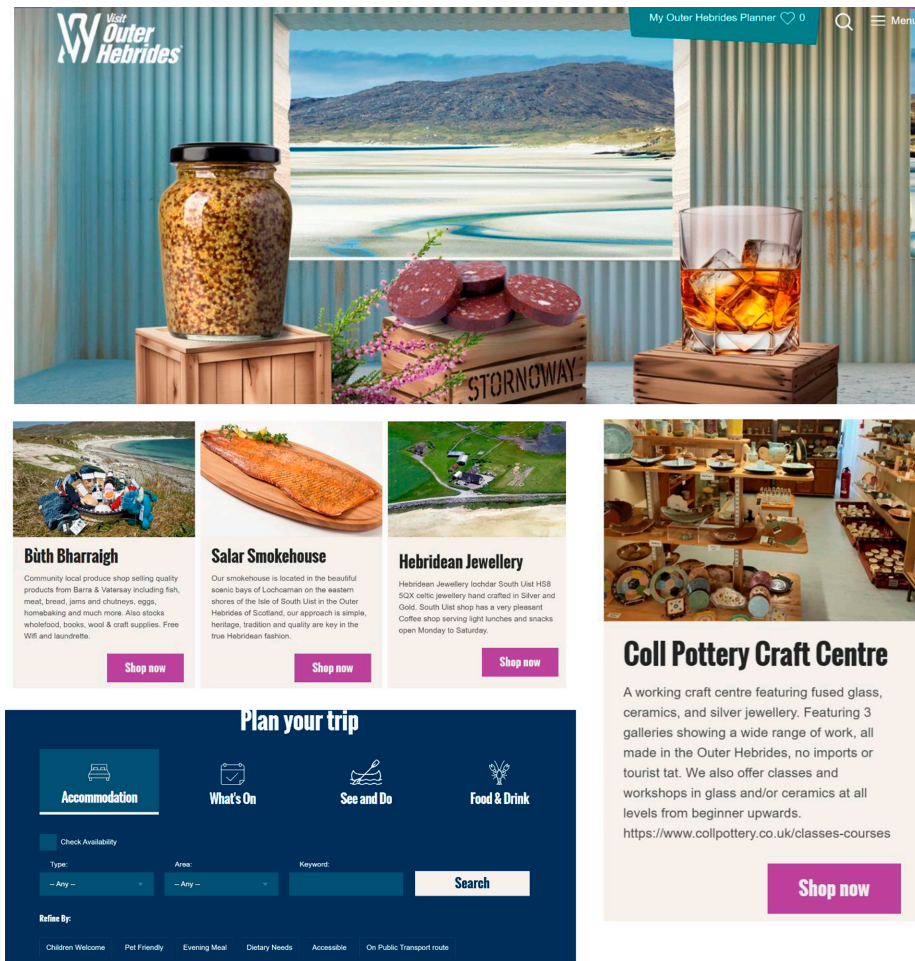 Visit
Outer
Hebrides
My Outer Hebrides Planner 0
Menu
STORNOWAY
Bùth Bharraigh
Community local produce shop selling quality
products from Barra & Vatersay including fish,
meat, bread, jams and chutneys, eggs,
homebaking and much more. Also stocks
wholefood, books, wool & craft supplies. Free
Wifi and laundretta.
Shop now
Salar Smokehouse
Our smokehouse is located in the beautiful
scenic bays of Lochcarnan on the eastern
shores of the Isle of South Uist in the Outer
Hebrides of Scotland, our approach is simple,
heritage, tradition and quality are key in the
true Hebridean fashion.
Shop now
Hebridean Jewellery
Hebridean Jewellery Iochdar South Uist HS8
5QX celtic jewellery hand crafted in Silver and
Gold. South Uist shop has a very pleasant
Coffee shop serving light lunches and snacks
open Monday to Saturday.
Shop now
Coll Pottery Craft Centre
A working craft centre featuring fused glass,
ceramics, and silver jewellery. Featuring 3
galleries showing a wide range of work, all
made in the Outer Hebrides, no imports or
tourist tat. We also offer classes and
workshops in glass and/or ceramics at all
levels from beginner upwards.
https://www.collpottery.co.uk/classes-courses
Shop now
Plan your trip
Accommodation
What's On
See and Do
Food & Drink
Check Availability
Type:
Area:
Keyword:
-- Any --
-- Any --
Search
Refine By:
Children Welcome
Pet Friendly
Evening Meal
Dietary Needs
Accessible
On Public Transport route